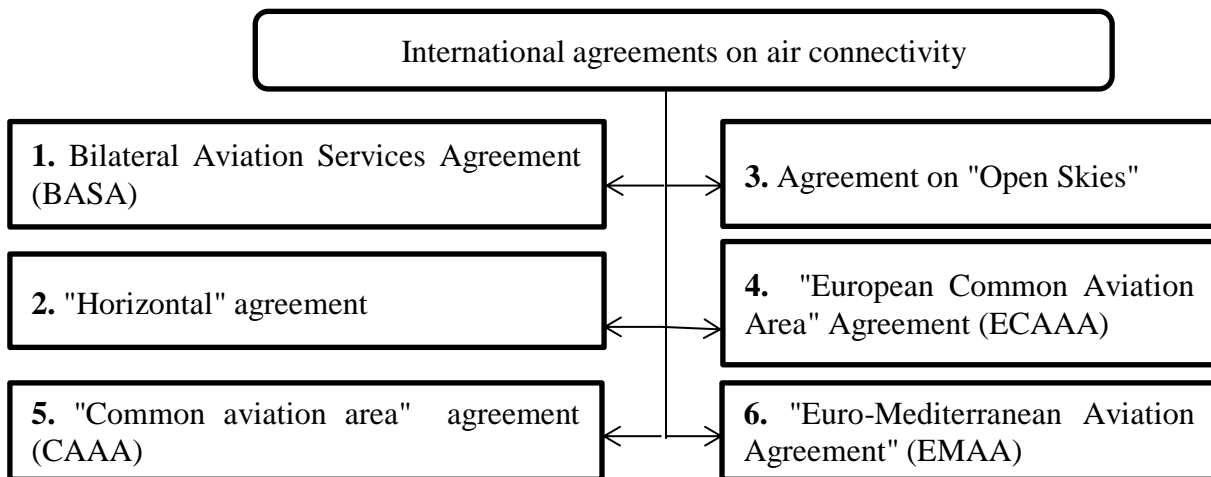 International agreements on air connectivity
1. Bilateral Aviation Services Agreement
(BASA)
3. Agreement on "Open Skies"
2. "Horizontal" agreement
4. "European Common Aviation
Area" Agreement (ECAAA)
5. "Common aviation area" agreement
(CAAA)
6. "Euro-Mediterranean Aviation
Agreement" (EMAA)